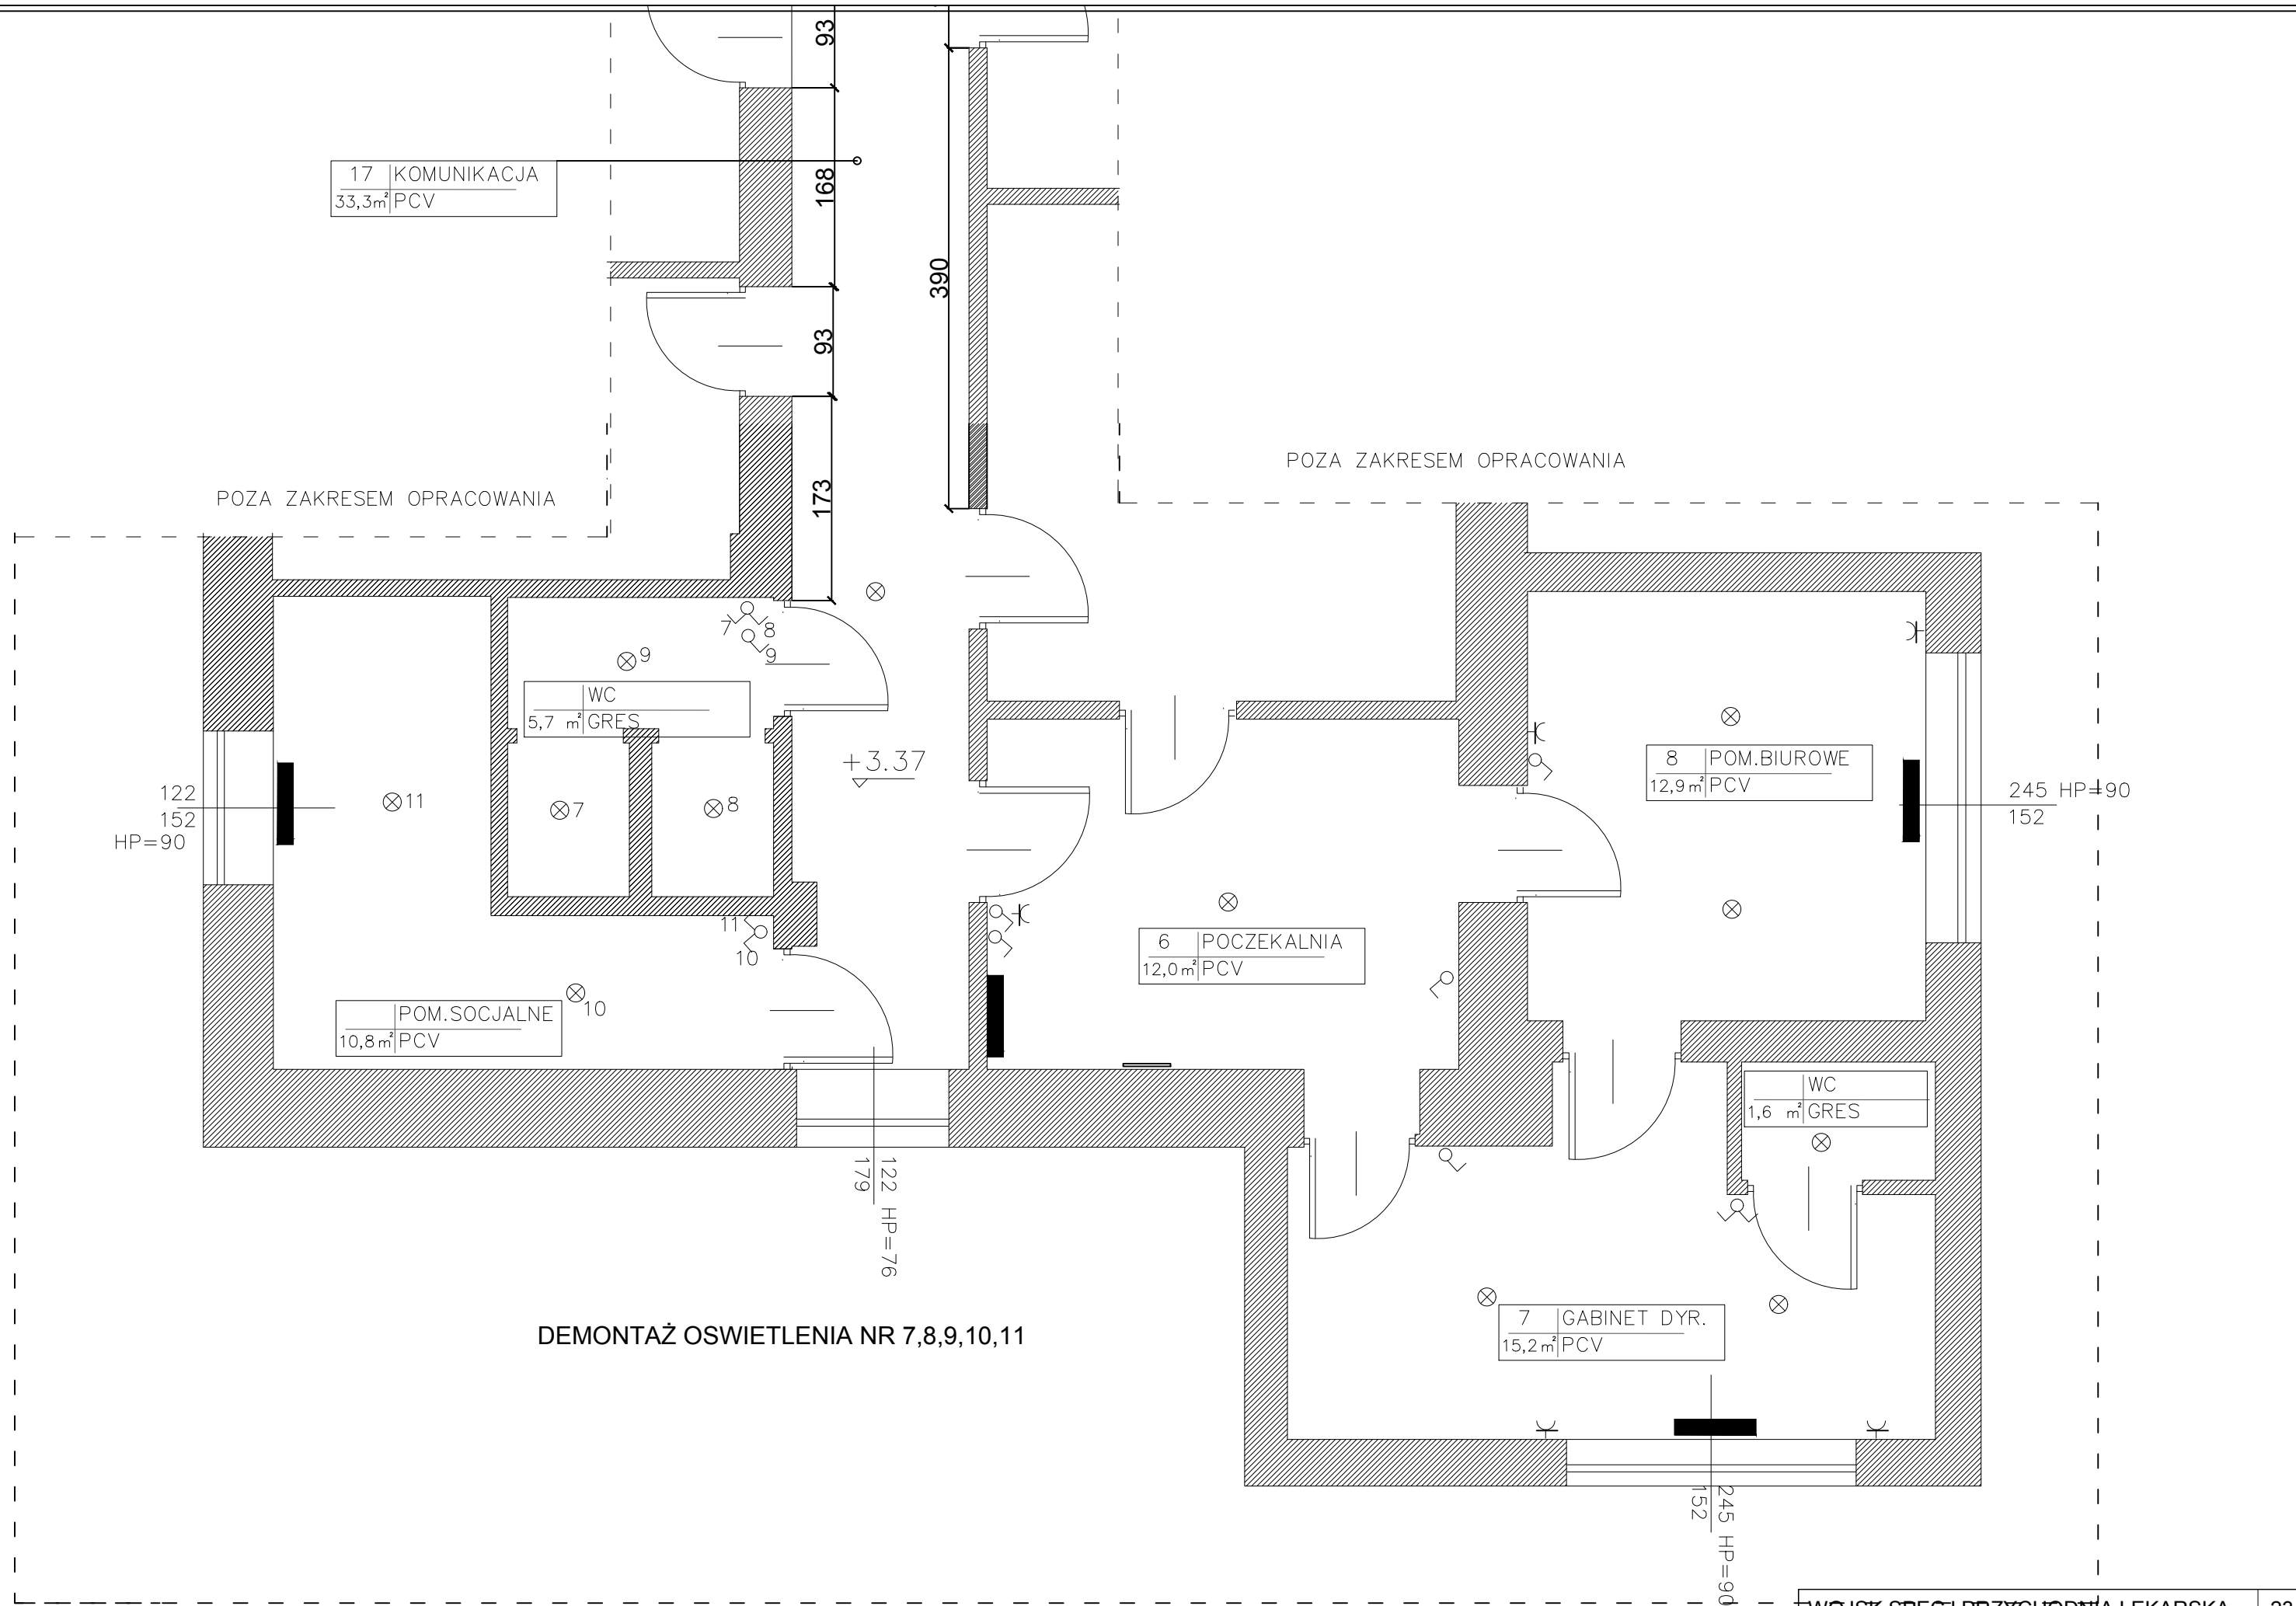 93
17 KOMUNIKACJA
33,3m² PCV
168
390
93
POZA ZAKRESEM OPRACOWANIA
POZA ZAKRESEM OPRACOWANIA
173
7 8
9
9
WC
5,7 m² GRES
+3.37
8 POM.BIUROWE
12,9m² PCV
122
152
HP=90
11
7
8
245 HP=90
152
11
10
6 POCZEKALNIA
12,0m² PCV
10
POM.SOCJALNE
10,8m² PCV
WC
1,6 m² GRES
122 HP=76
179
DEMONTAŻ OSWIETLENIA NR 7,8,9,10,11
7 GABINET DYR.
15,2m² PCV
245 HP=90
152